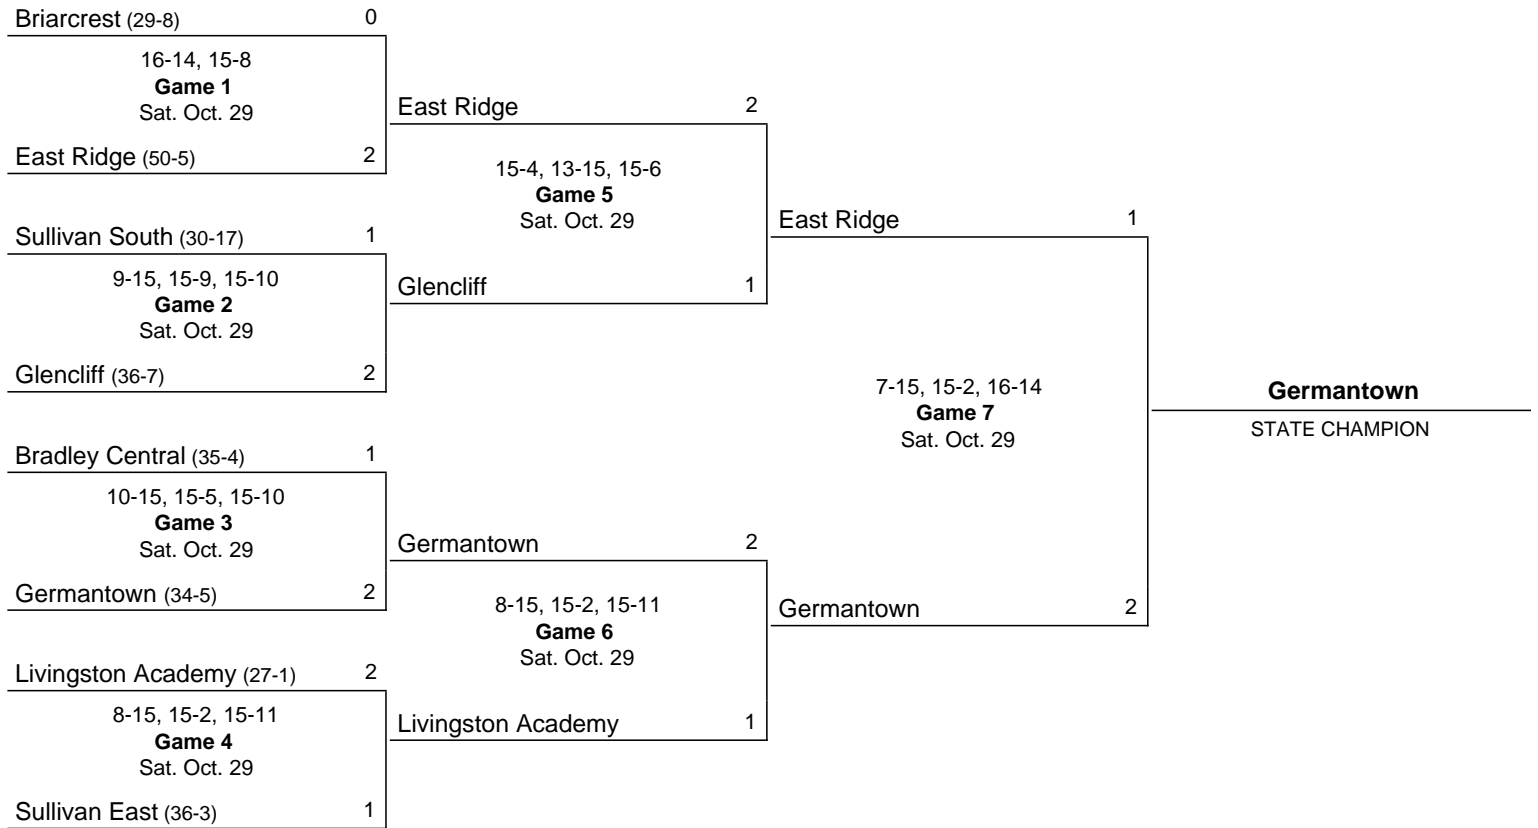 Briarcrest (29-8) 0
16-14, 15-8
Game 1
Sat. Oct. 29
East Ridge (50-5) 2
Sullivan South (30-17) 1
9-15, 15-9, 15-10
Game 2
Sat. Oct. 29
Glencliff (36-7) 2
Bradley Central (35-4) 1
10-15, 15-5, 15-10
Game 3
Sat. Oct. 29
Germantown (34-5) 2
Livingston Academy (27-1) 2
8-15, 15-2, 15-11
Game 4
Sat. Oct. 29
Sullivan East (36-3) 1
East Ridge 2
15-4, 13-15, 15-6
Game 5
Sat. Oct. 29
Glencliff 1
Germantown 2
8-15, 15-2, 15-11
Game 6
Sat. Oct. 29
Livingston Academy 1
East Ridge 1
7-15, 15-2, 16-14
Game 7
Sat. Oct. 29
Germantown 2
Germantown
STATE CHAMPION